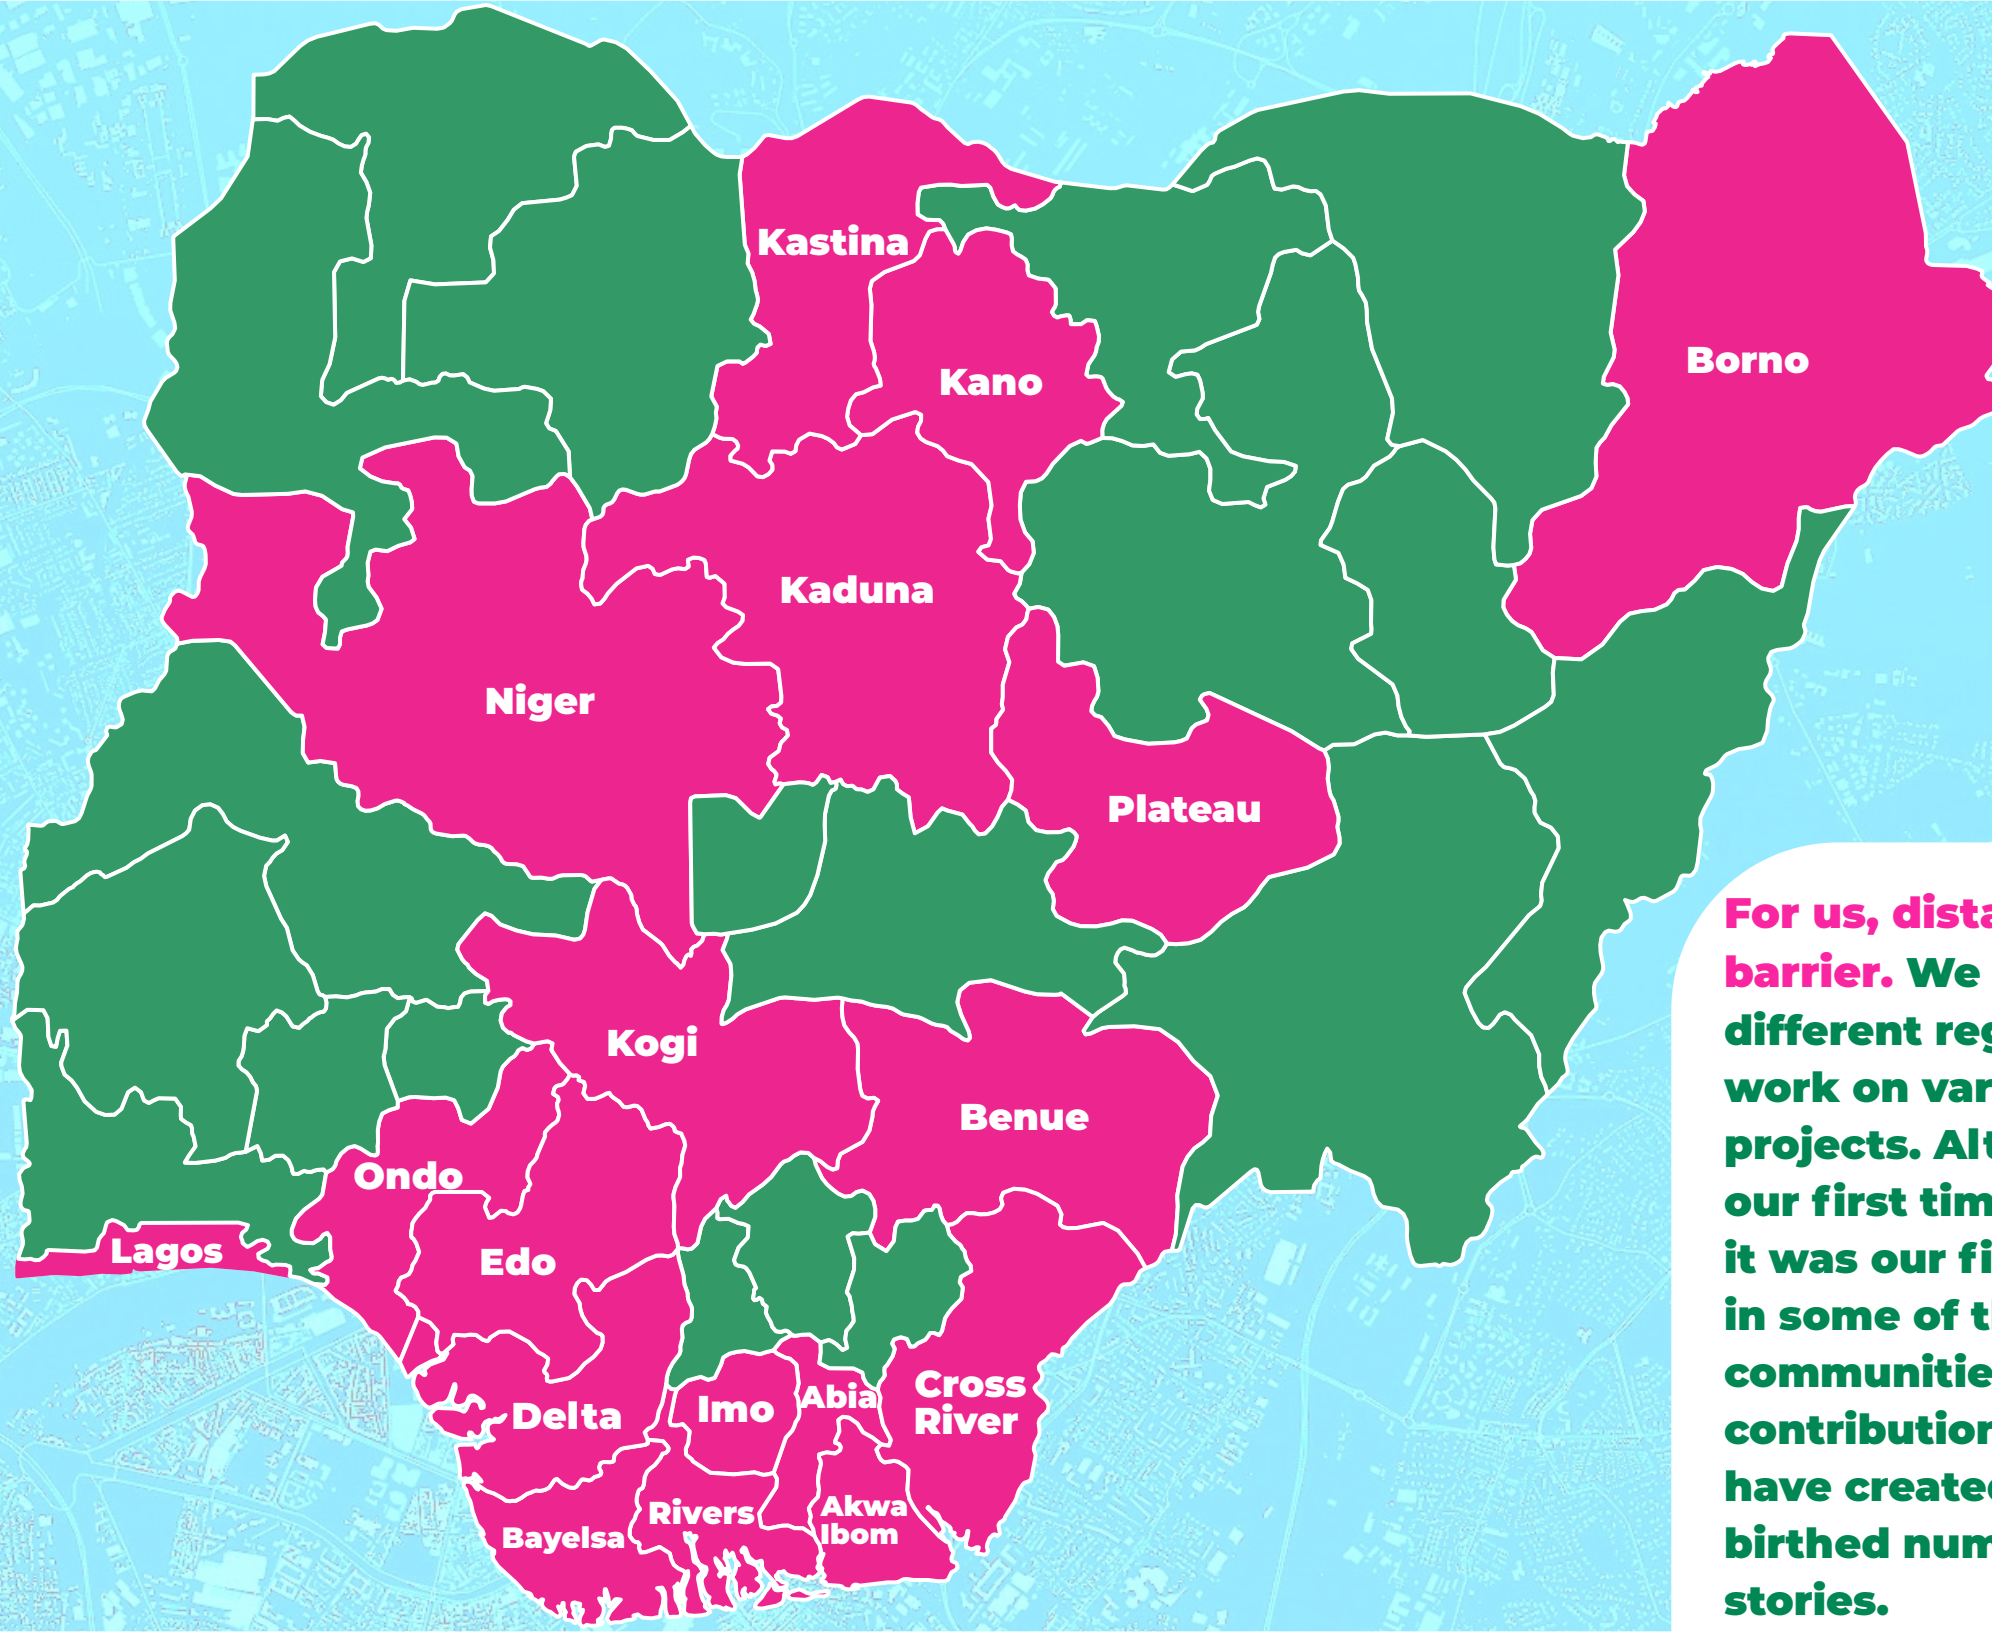 Kastina
Kano
Borno
Kaduna
Niger
Plateau
Kogi
Benue
Ondo
Lagos
Edo
Delta
Imo
Abia
Cross
River
Rivers
Akwa
Ibom
Bayelsa
For us, dista
barrier. We
different reg
work on var
projects. Alt
our first tim
it was our fi
in some of t
communitie
contribution
have create
birthed num
stories.